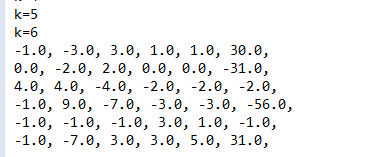 k=5
k=6
-1.0, -3.0, 3.0, 1.0, 1.0, 30.0,
0.0, -2.0, 2.0, 0.0, 0.0, -31.0,
4.0, 4.0, -4.0, -2.0, -2.0, -2.0,
-1.0, 9.0, -7.0, -3.0, -3.0, -56.0,
-1.0, -1.0, -1.0, 3.0, 1.0, -1.0,
-1.0, -7.0, 3.0, 3.0, 5.0, 31.0,